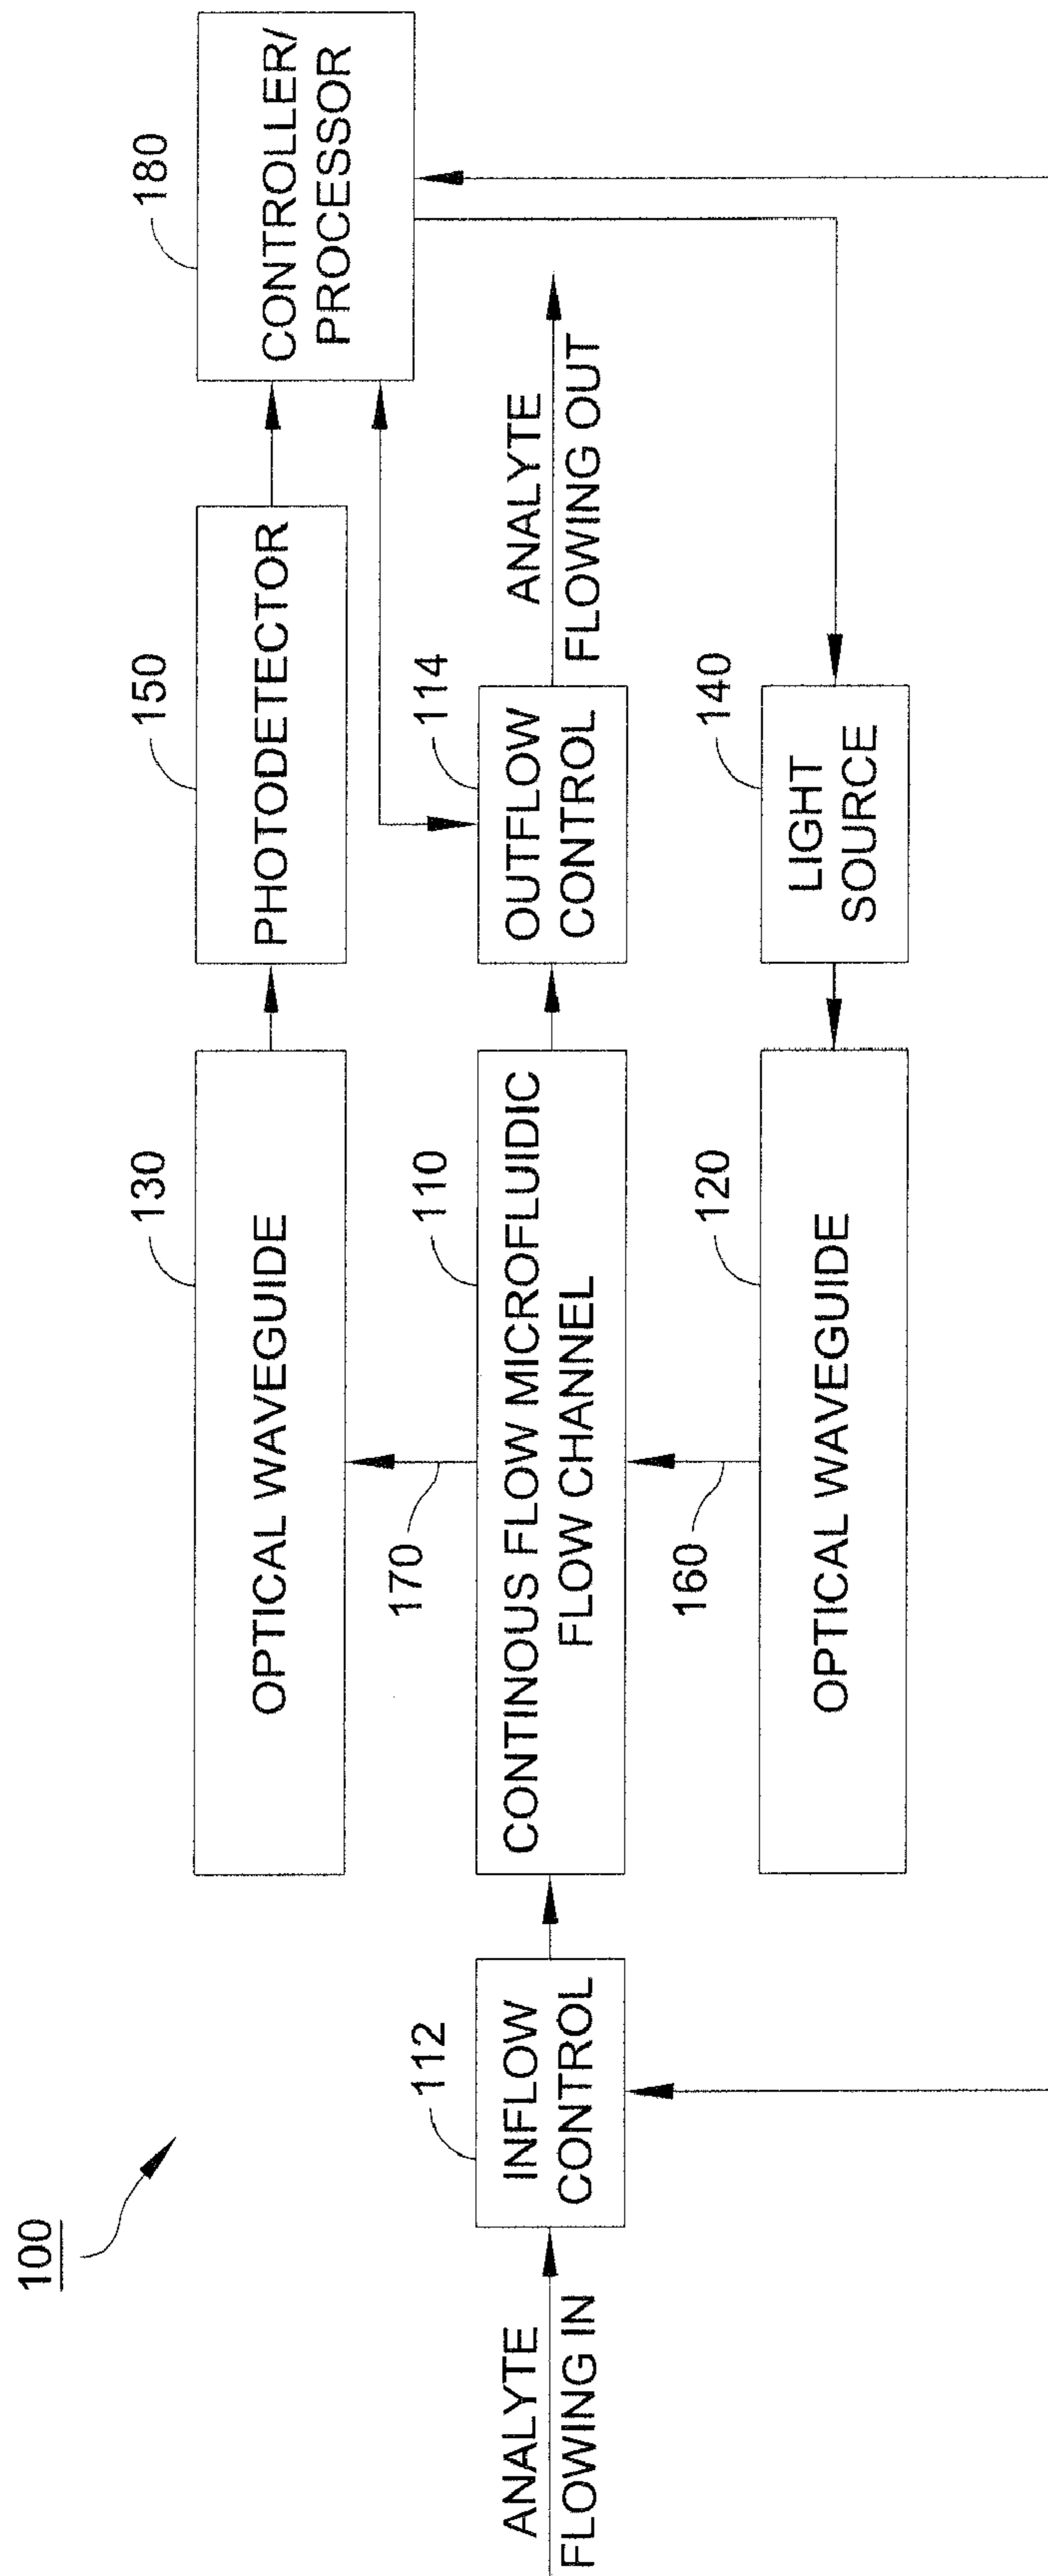 100
130
OPTICAL WAVEGUIDE
150
PHOTODETECTOR
180
CONTROLLER/
PROCESSOR
170
ANALYTE
FLOWING IN
112
INFLOW
CONTROL
110
CONTINOUS FLOW MICROFLUIDIC
FLOW CHANNEL
114
OUTFLOW
CONTROL
ANALYTE
FLOWING OUT
160
120
OPTICAL WAVEGUIDE
140
LIGHT
SOURCE